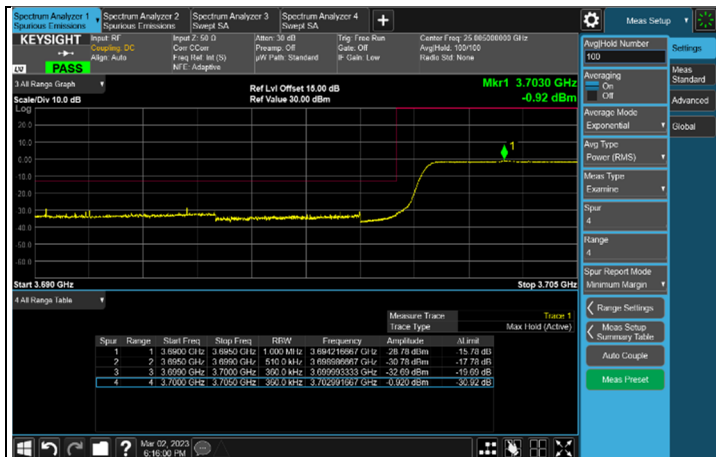 Spectrum Analyzer 1
Spurious Emissions
Spectrum Analyzer 2
Spurious Emissions
Spectrum Analyzer 3
Swept SA
Spectrum Analyzer 4
Swept SA
+
Meas Setup
KEYSIGHT
Input: RF
Coupling: DC
Align: Auto
Input Z: 50 Ω
Corr CCorr
Freq Ref: Int (S)
NFE: Adaptive
Atten: 30 dB
Preamp: Off
µW Path: Standard
Trig: Free Run
Gate: Off
IF Gain: Low
Center Freq: 25.005000000 GHz
Avg|Hold: 100/100
Radio Std: None
PASS
3 All Range Graph
Scale/Div 10.0 dB
Ref Lvl Offset 15.00 dB
Ref Value 30.00 dBm
Mkr1 3.7030 GHz
-0.92 dBm
Log
20.0
10.0
0.00
-10.0
-20.0
-30.0
-40.0
-50.0
-60.0
1
Start 3.690 GHz
Stop 3.705 GHz
4 All Range Table
Measure Trace Trace 1
Trace Type Max Hold (Active)
Spur Range Start Freq Stop Freq RBW Frequency Amplitude ΔLimit
1 1 3.6900 GHz 3.6950 GHz 1.000 MHz 3.694216667 GHz -28.78 dBm -15.78 dB
2 2 3.6950 GHz 3.6990 GHz 510.0 kHz 3.698986667 GHz -30.78 dBm -17.78 dB
3 3 3.6990 GHz 3.7000 GHz 360.0 kHz 3.699993333 GHz -32.69 dBm -19.69 dB
4 4 3.7000 GHz 3.7050 GHz 360.0 kHz 3.702991667 GHz -0.920 dBm -30.92 dB
Avg|Hold Number
100
Averaging
On
Off
Average Mode
Exponential
Avg Type
Power (RMS)
Meas Type
Examine
Spur
4
Range
4
Spur Report Mode
Minimum Margin
Range Settings
Meas Setup
Summary Table
Auto Couple
Meas Preset
Settings
Meas
Standard
Advanced
Global
?
Mar 02, 2023
6:16:00 PM